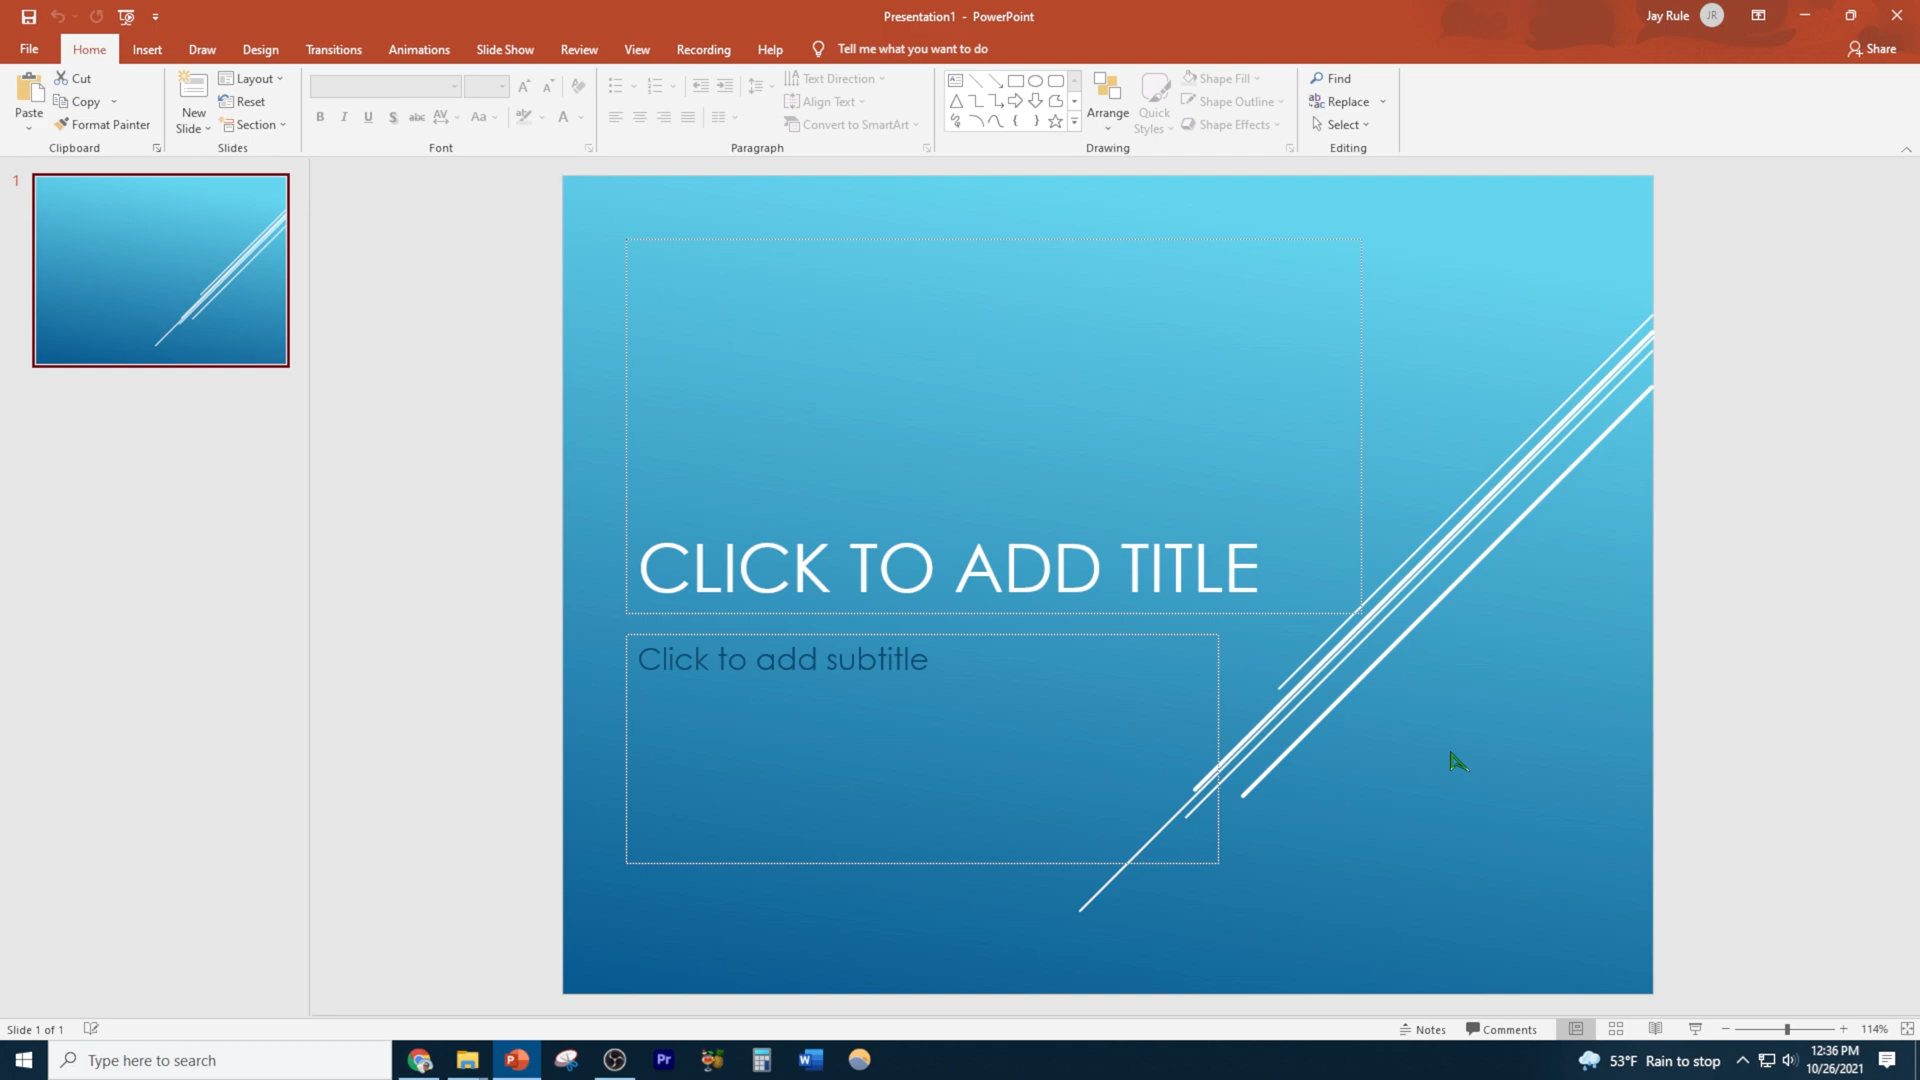 Presentation1 - PowerPoint
Jay Rule JR
File Home Insert Draw Design Transitions Animations Slide Show Review View Recording Help Tell me what you want to do Share
Cut
Copy
Paste
Format Painter
Clipboard
New
Slide
Layout
Reset
Section
Slides
B I U S abc AV Aa A
Font
Text Direction
Align Text
Convert to SmartArt
Paragraph
Arrange
Quick
Styles
Shape Fill
Shape Outline
Shape Effects
Drawing
Find
Replace
Select
Editing
1
CLICK TO ADD TITLE
Click to add subtitle
Slide 1 of 1
Notes Comments 114%
Type here to search
Pr
53°F Rain to stop
12:36 PM
10/26/2021